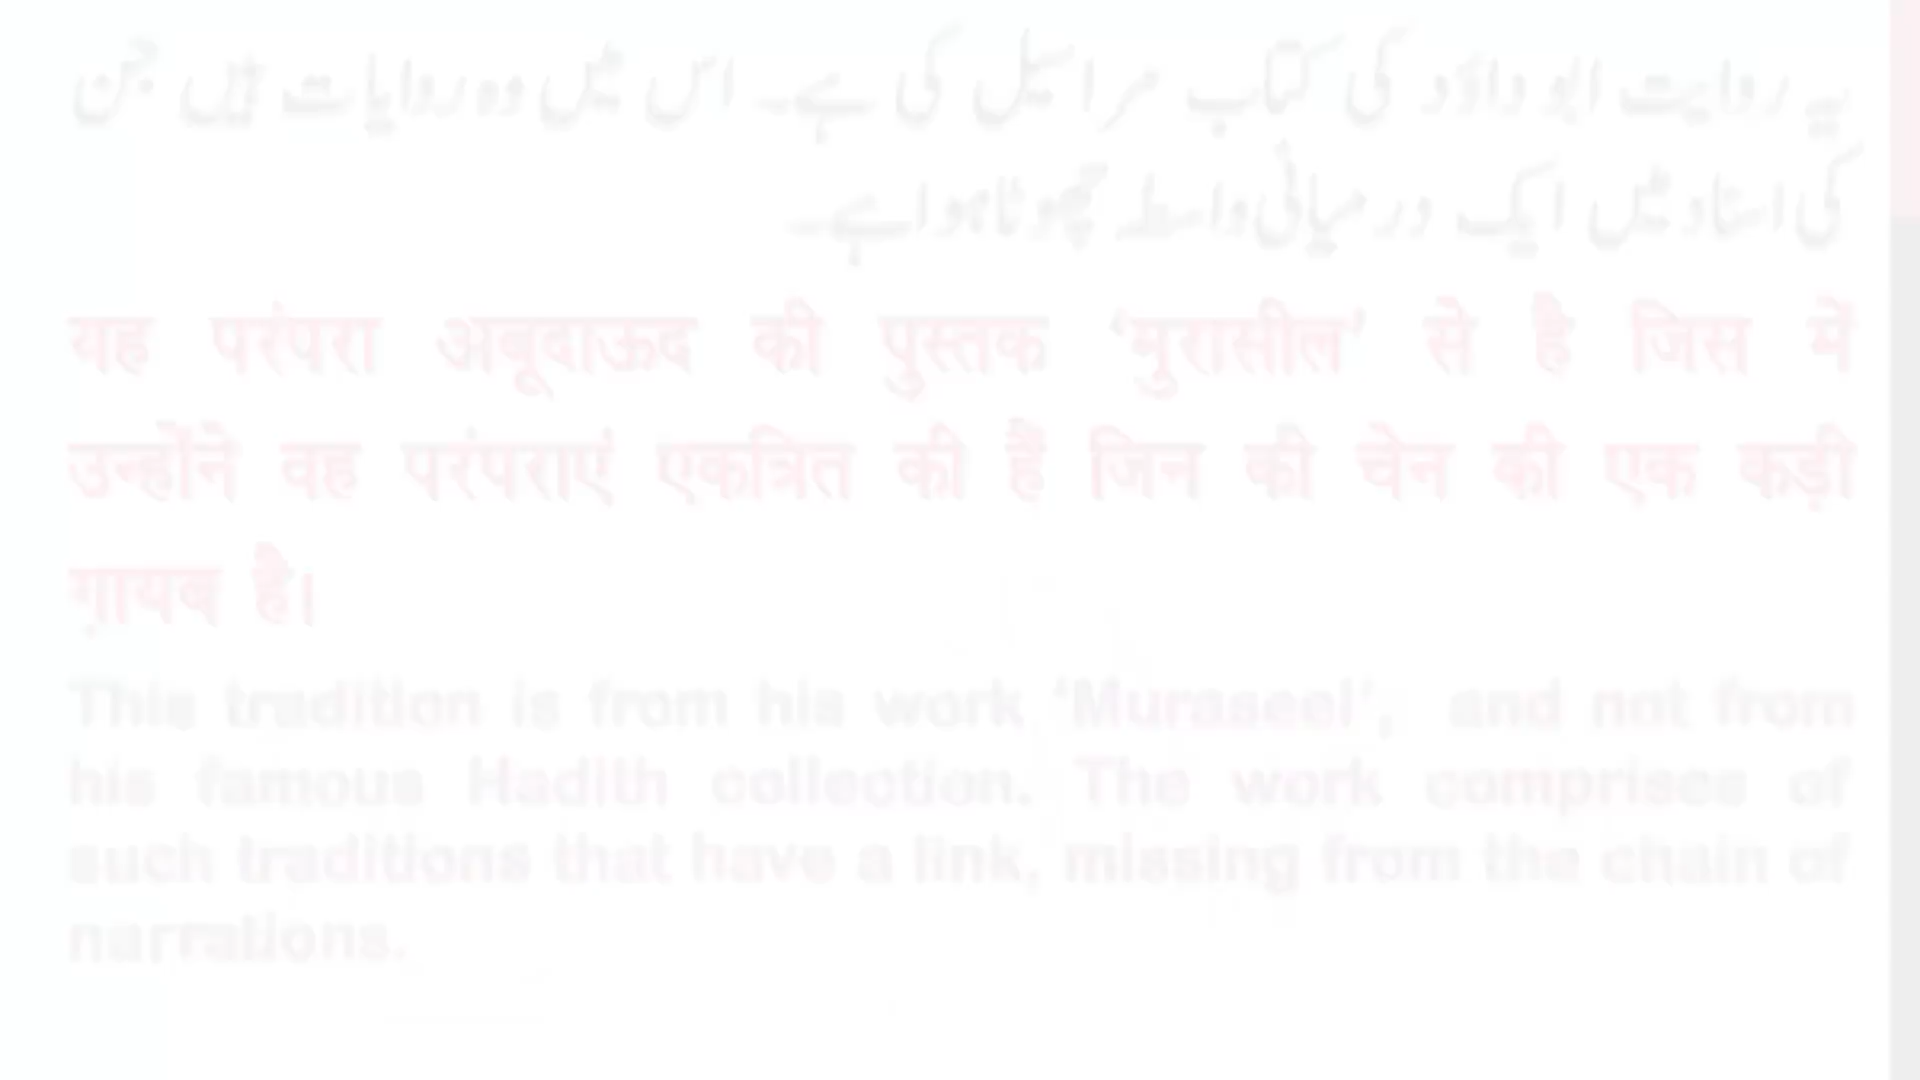 یہ روایت ابو داؤد کی کتاب مراسیل کی ہے۔ اس میں وہ روایات ہیں جن
کی اسناد میں ایک درمیانی واسطہ چھوٹا ہوا ہے۔
यह परंपरा अबूदाऊद की पुस्तक ‘मुरासील’ से है जिस में
उन्होंने वह परंपराएं एकत्रित की हैं जिन की चेन की एक कड़ी
ग़ायब है।
This tradition is from his work ‘Muraseel’, and not from
his famous Hadith collection. The work comprises of
such traditions that have a link, missing from the chain of
narrations.